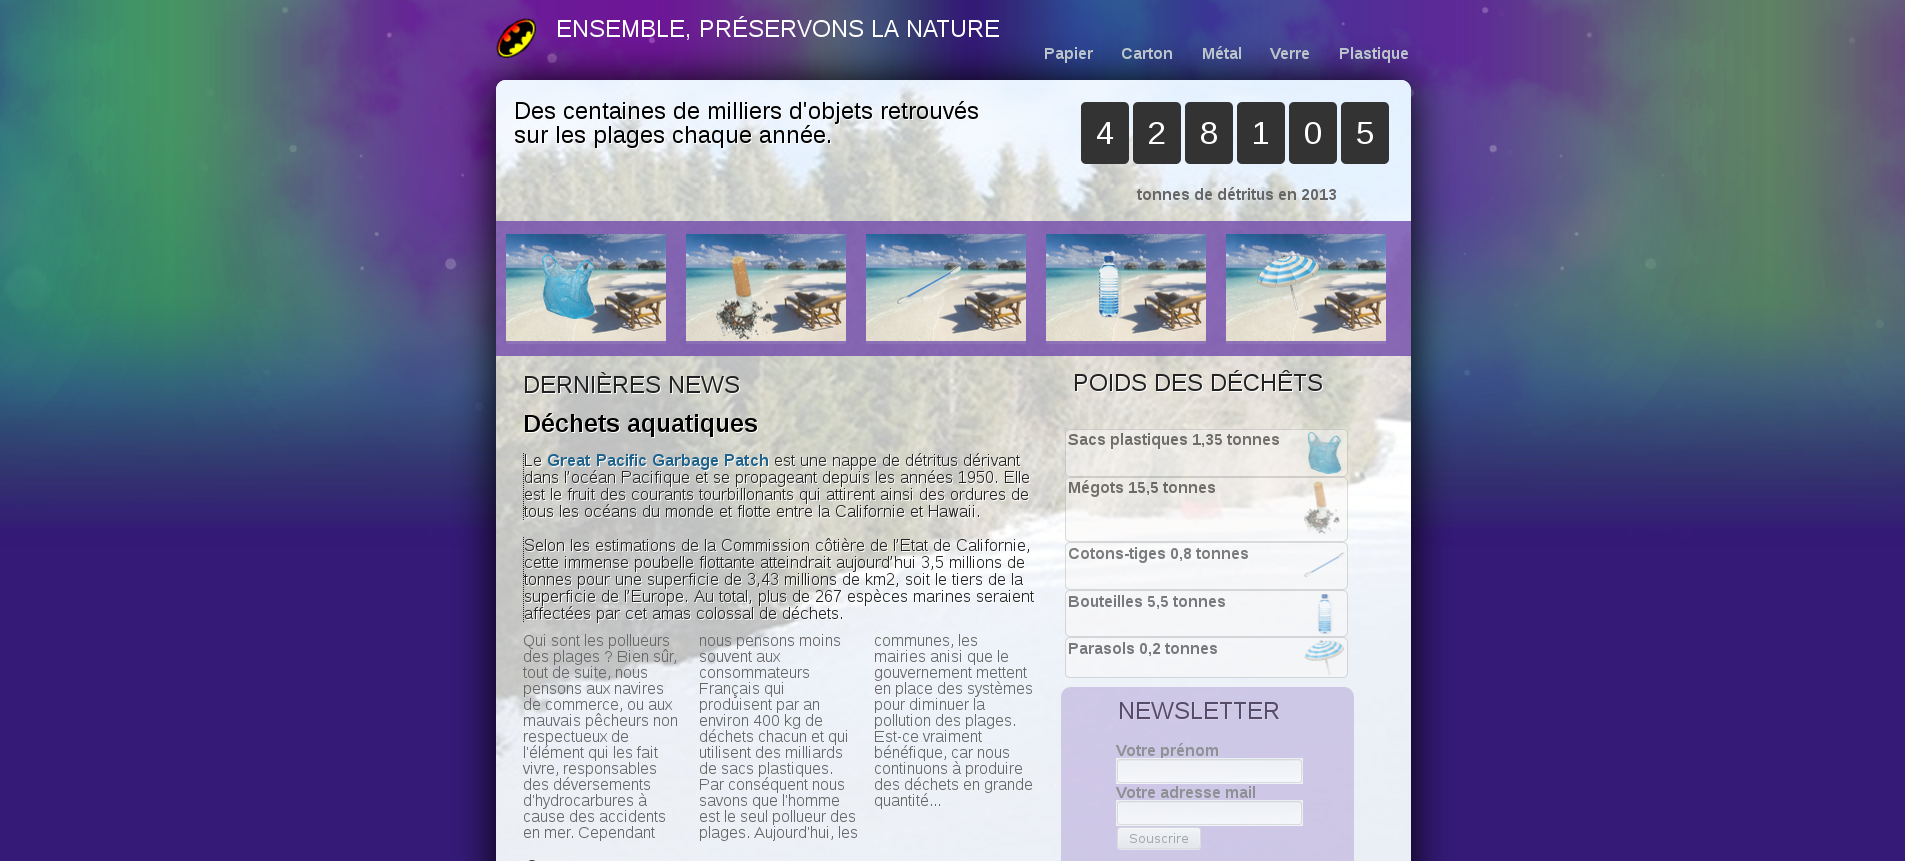 ENSEMBLE, PRÉSERVONS LA NATURE
Papier Carton Métal Verre Plastique
Des centaines de milliers d'objets retrouvés
sur les plages chaque année.
4 2 8 1 0 5
tonnes de détritus en 2013
DERNIÈRES NEWS
Déchets aquatiques
Le Great Pacific Garbage Patch est une nappe de détritus dérivant
dans l'océan Pacifique et se propageant depuis les années 1950. Elle
est le fruit des courants tourbillonants qui attirent ainsi des ordures de
tous les océans du monde et flotte entre la Californie et Hawaii.
Selon les estimations de la Commission côtière de l'Etat de Californie,
cette immense poubelle flottante atteindrait aujourd'hui 3,5 millions de
tonnes pour une superficie de 3,43 millions de km2, soit le tiers de la
superficie de l'Europe. Au total, plus de 267 espèces marines seraient
affectées par cet amas colossal de déchets.
Qui sont les pollueurs
des plages ? Bien sûr,
tout de suite, nous
pensons aux navires
de commerce, ou aux
mauvais pêcheurs non
respectueux de
l'élément qui les fait
vivre, responsables
des déversements
d'hydrocarbures à
cause des accidents
en mer. Cependant
nous pensons moins
souvent aux
consommateurs
Français qui
produisent par an
environ 400 kg de
déchets chacun et qui
utilisent des milliards
de sacs plastiques.
Par conséquent nous
savons que l'homme
est le seul pollueur des
plages. Aujourd'hui, les
communes, les
mairies anisi que le
gouvernement mettent
en place des systèmes
pour diminuer la
pollution des plages.
Est-ce vraiment
bénéfique, car nous
continuons à produire
des déchets en grande
quantité...
POIDS DES DÉCHÊTS
Sacs plastiques 1,35 tonnes
Mégots 15,5 tonnes
Cotons-tiges 0,8 tonnes
Bouteilles 5,5 tonnes
Parasols 0,2 tonnes
NEWSLETTER
Votre prénom
Votre adresse mail
Souscrire